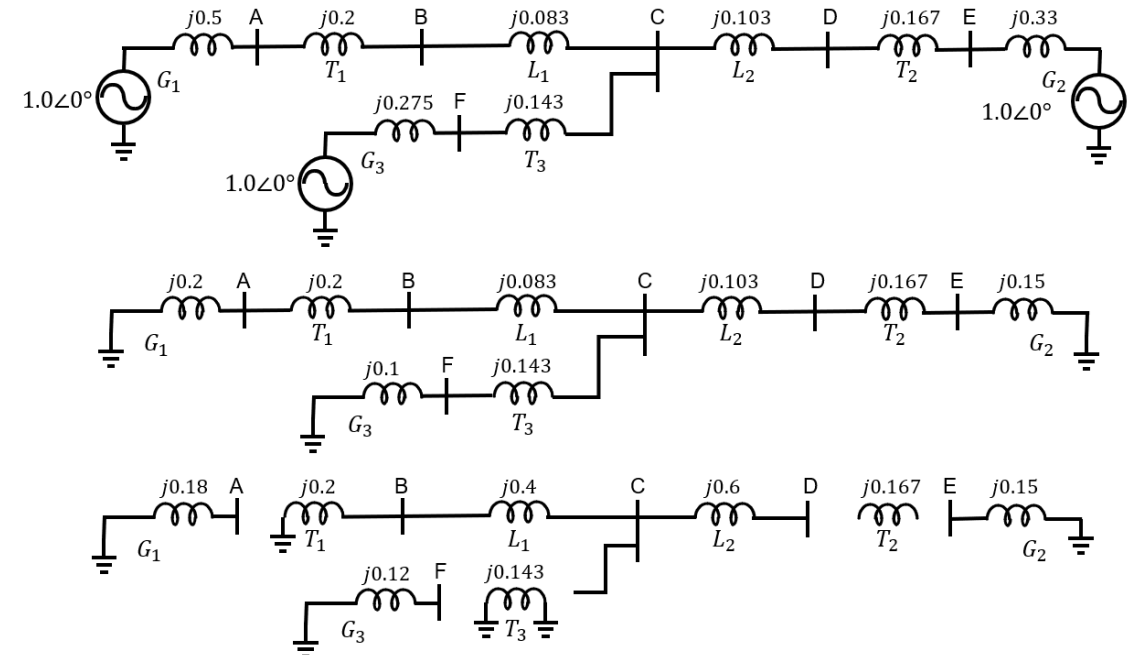 j0.5 A j0.2 B j0.083 C j0.103 D j0.167 E j0.33
G₁ T₁ L₁ L₂ T₂ G₂
1.0∠0° 1.0∠0°
j0.275 F j0.143
G₃ T₃
1.0∠0°
j0.2 A j0.2 B j0.083 C j0.103 D j0.167 E j0.15
G₁ T₁ L₁ L₂ T₂ G₂
j0.1 F j0.143
G₃ T₃
j0.18 A j0.2 B j0.4 C j0.6 D j0.167 E j0.15
G₁ T₁ L₁ L₂ T₂ G₂
j0.12 F j0.143
G₃ T₃